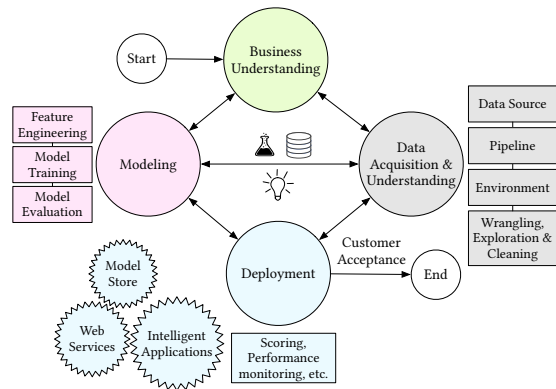 Start
Business
Understanding
Feature
Engineering
Model
Training
Model
Evaluation
Modeling
Data
Acquisition &
Understanding
Data Source
Pipeline
Environment
Wrangling,
Exploration &
Cleaning
Deployment
Customer
Acceptance
End
Model
Store
Web
Services
Intelligent
Applications
Scoring,
Performance
monitoring, etc.